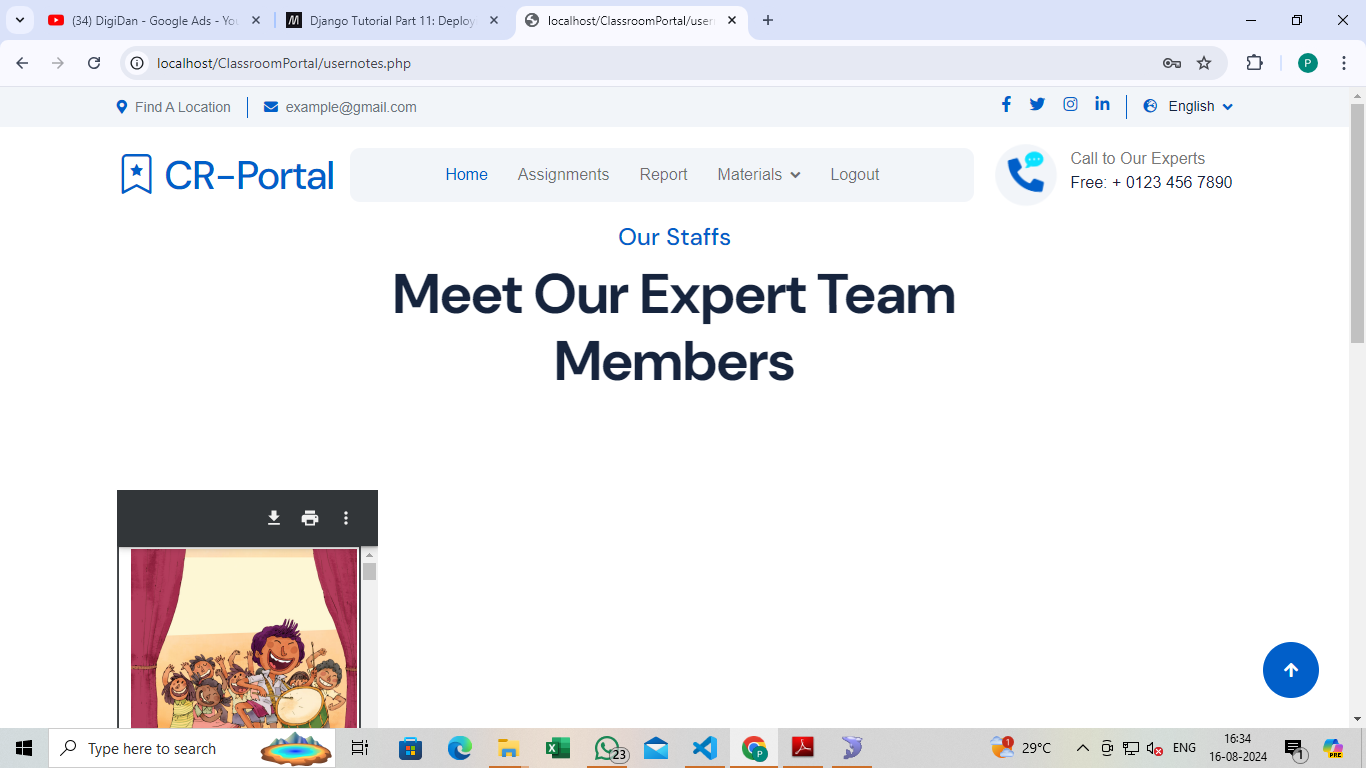 (34) DigiDan - Google Ads - You
Django Tutorial Part 11: Deployi
localhost/ClassroomPortal/user
localhost/ClassroomPortal/usernotes.php
P
Find A Location
example@gmail.com
English
CR-Portal
Home
Assignments
Report
Materials
Logout
Call to Our Experts
Free: + 0123 456 7890
Our Staffs
Meet Our Expert Team
Members
Type here to search
23
P
1
29°C
ENG
16:34
16-08-2024
1
PRE